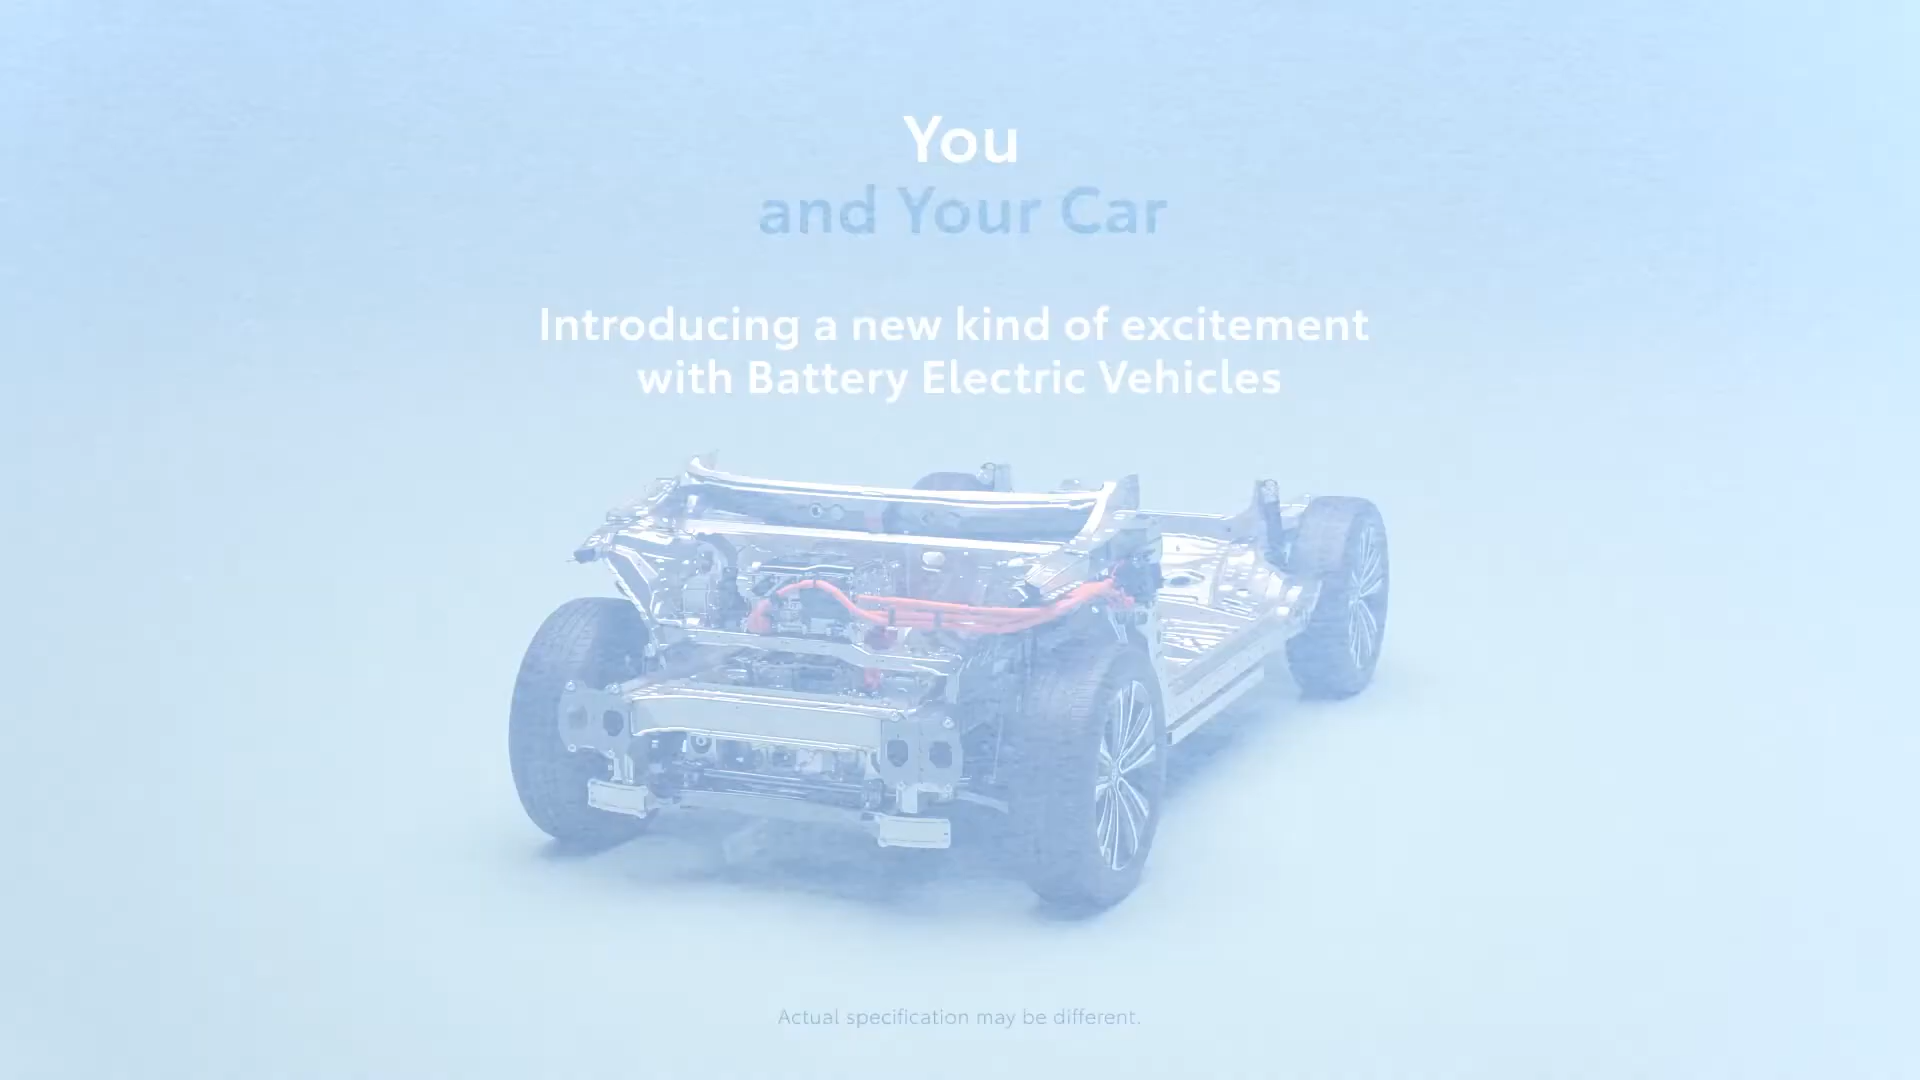 You
and Your Car
Introducing a new kind of excitement
with Battery Electric Vehicles
Actual specification may be different.